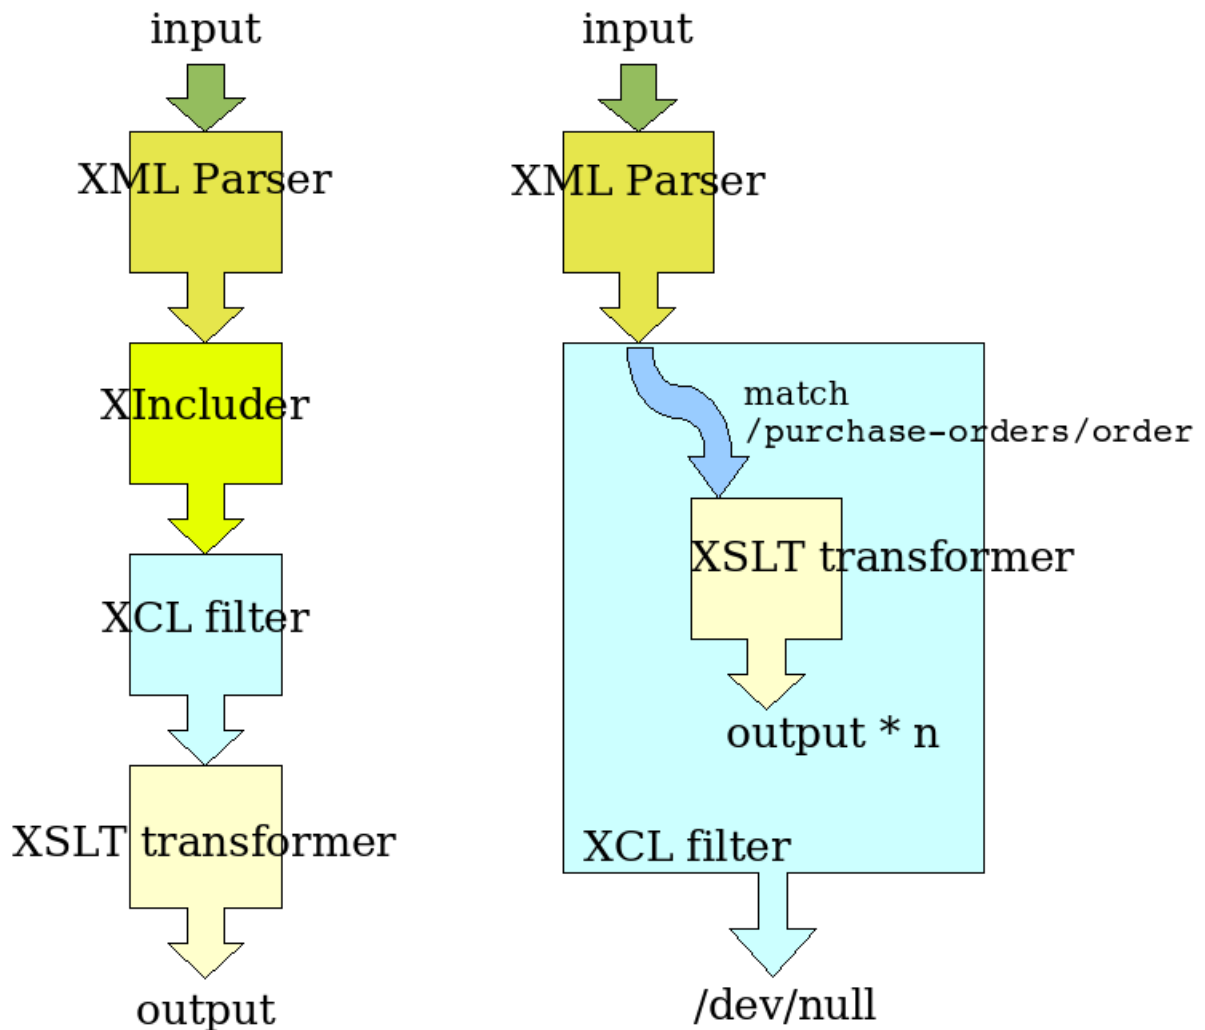 input
XML Parser
XIncluder
XCL filter
XSLT transformer
output
input
XML Parser
match
/purchase-orders/order
XSLT transformer
output * n
XCL filter
/dev/null